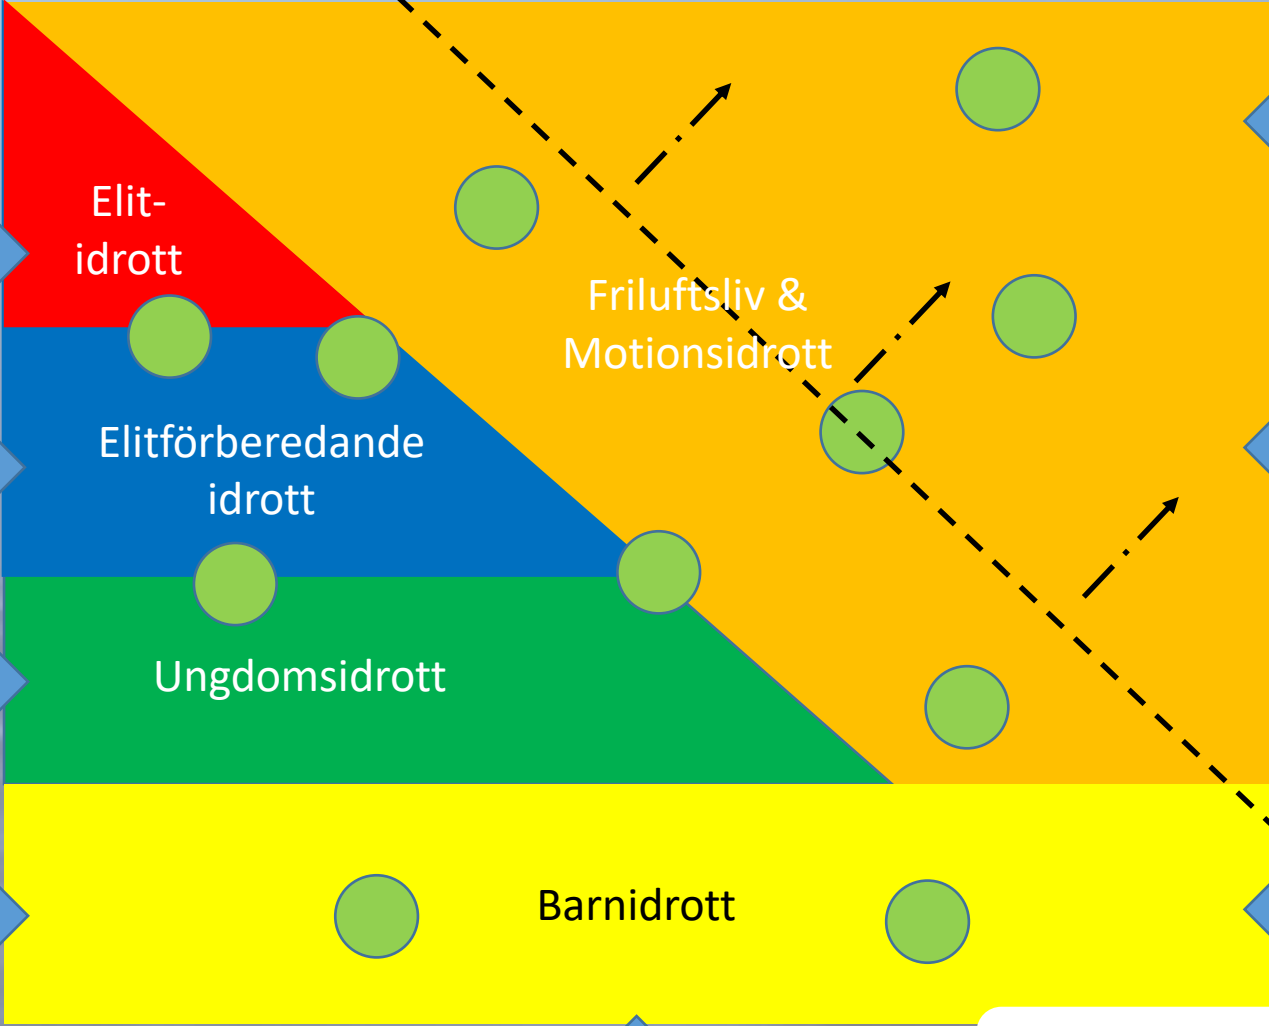 Elit-
idrott
Friluftsliv &
Motionsidrott
Elitförberedande
idrott
Ungdomsidrott
Barnidrott